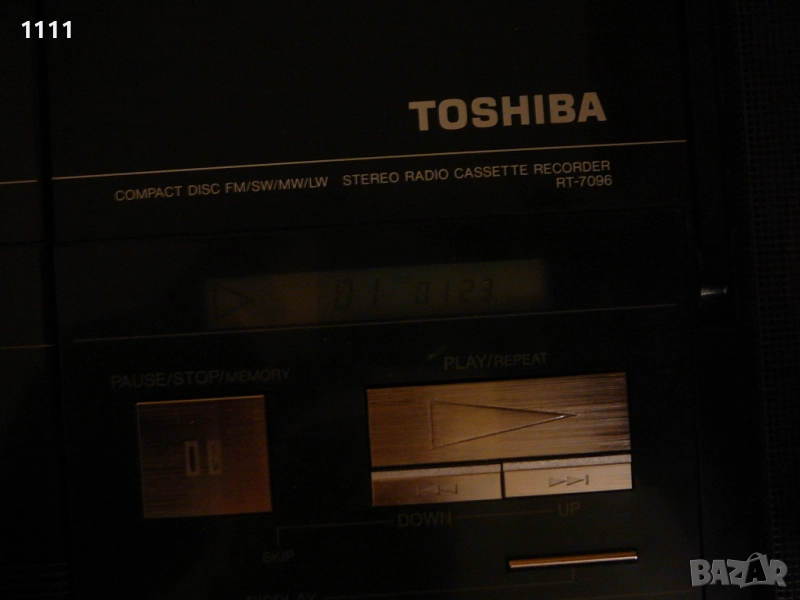 1111
TOSHIBA
COMPACT DISC FM/SW/MW/LW STEREO RADIO CASSETTE RECORDER
RT-7096
01 0123
PAUSE/STOP/MEMORY
PLAY/REPEAT
DOWN UP
SKIP
BAZAR